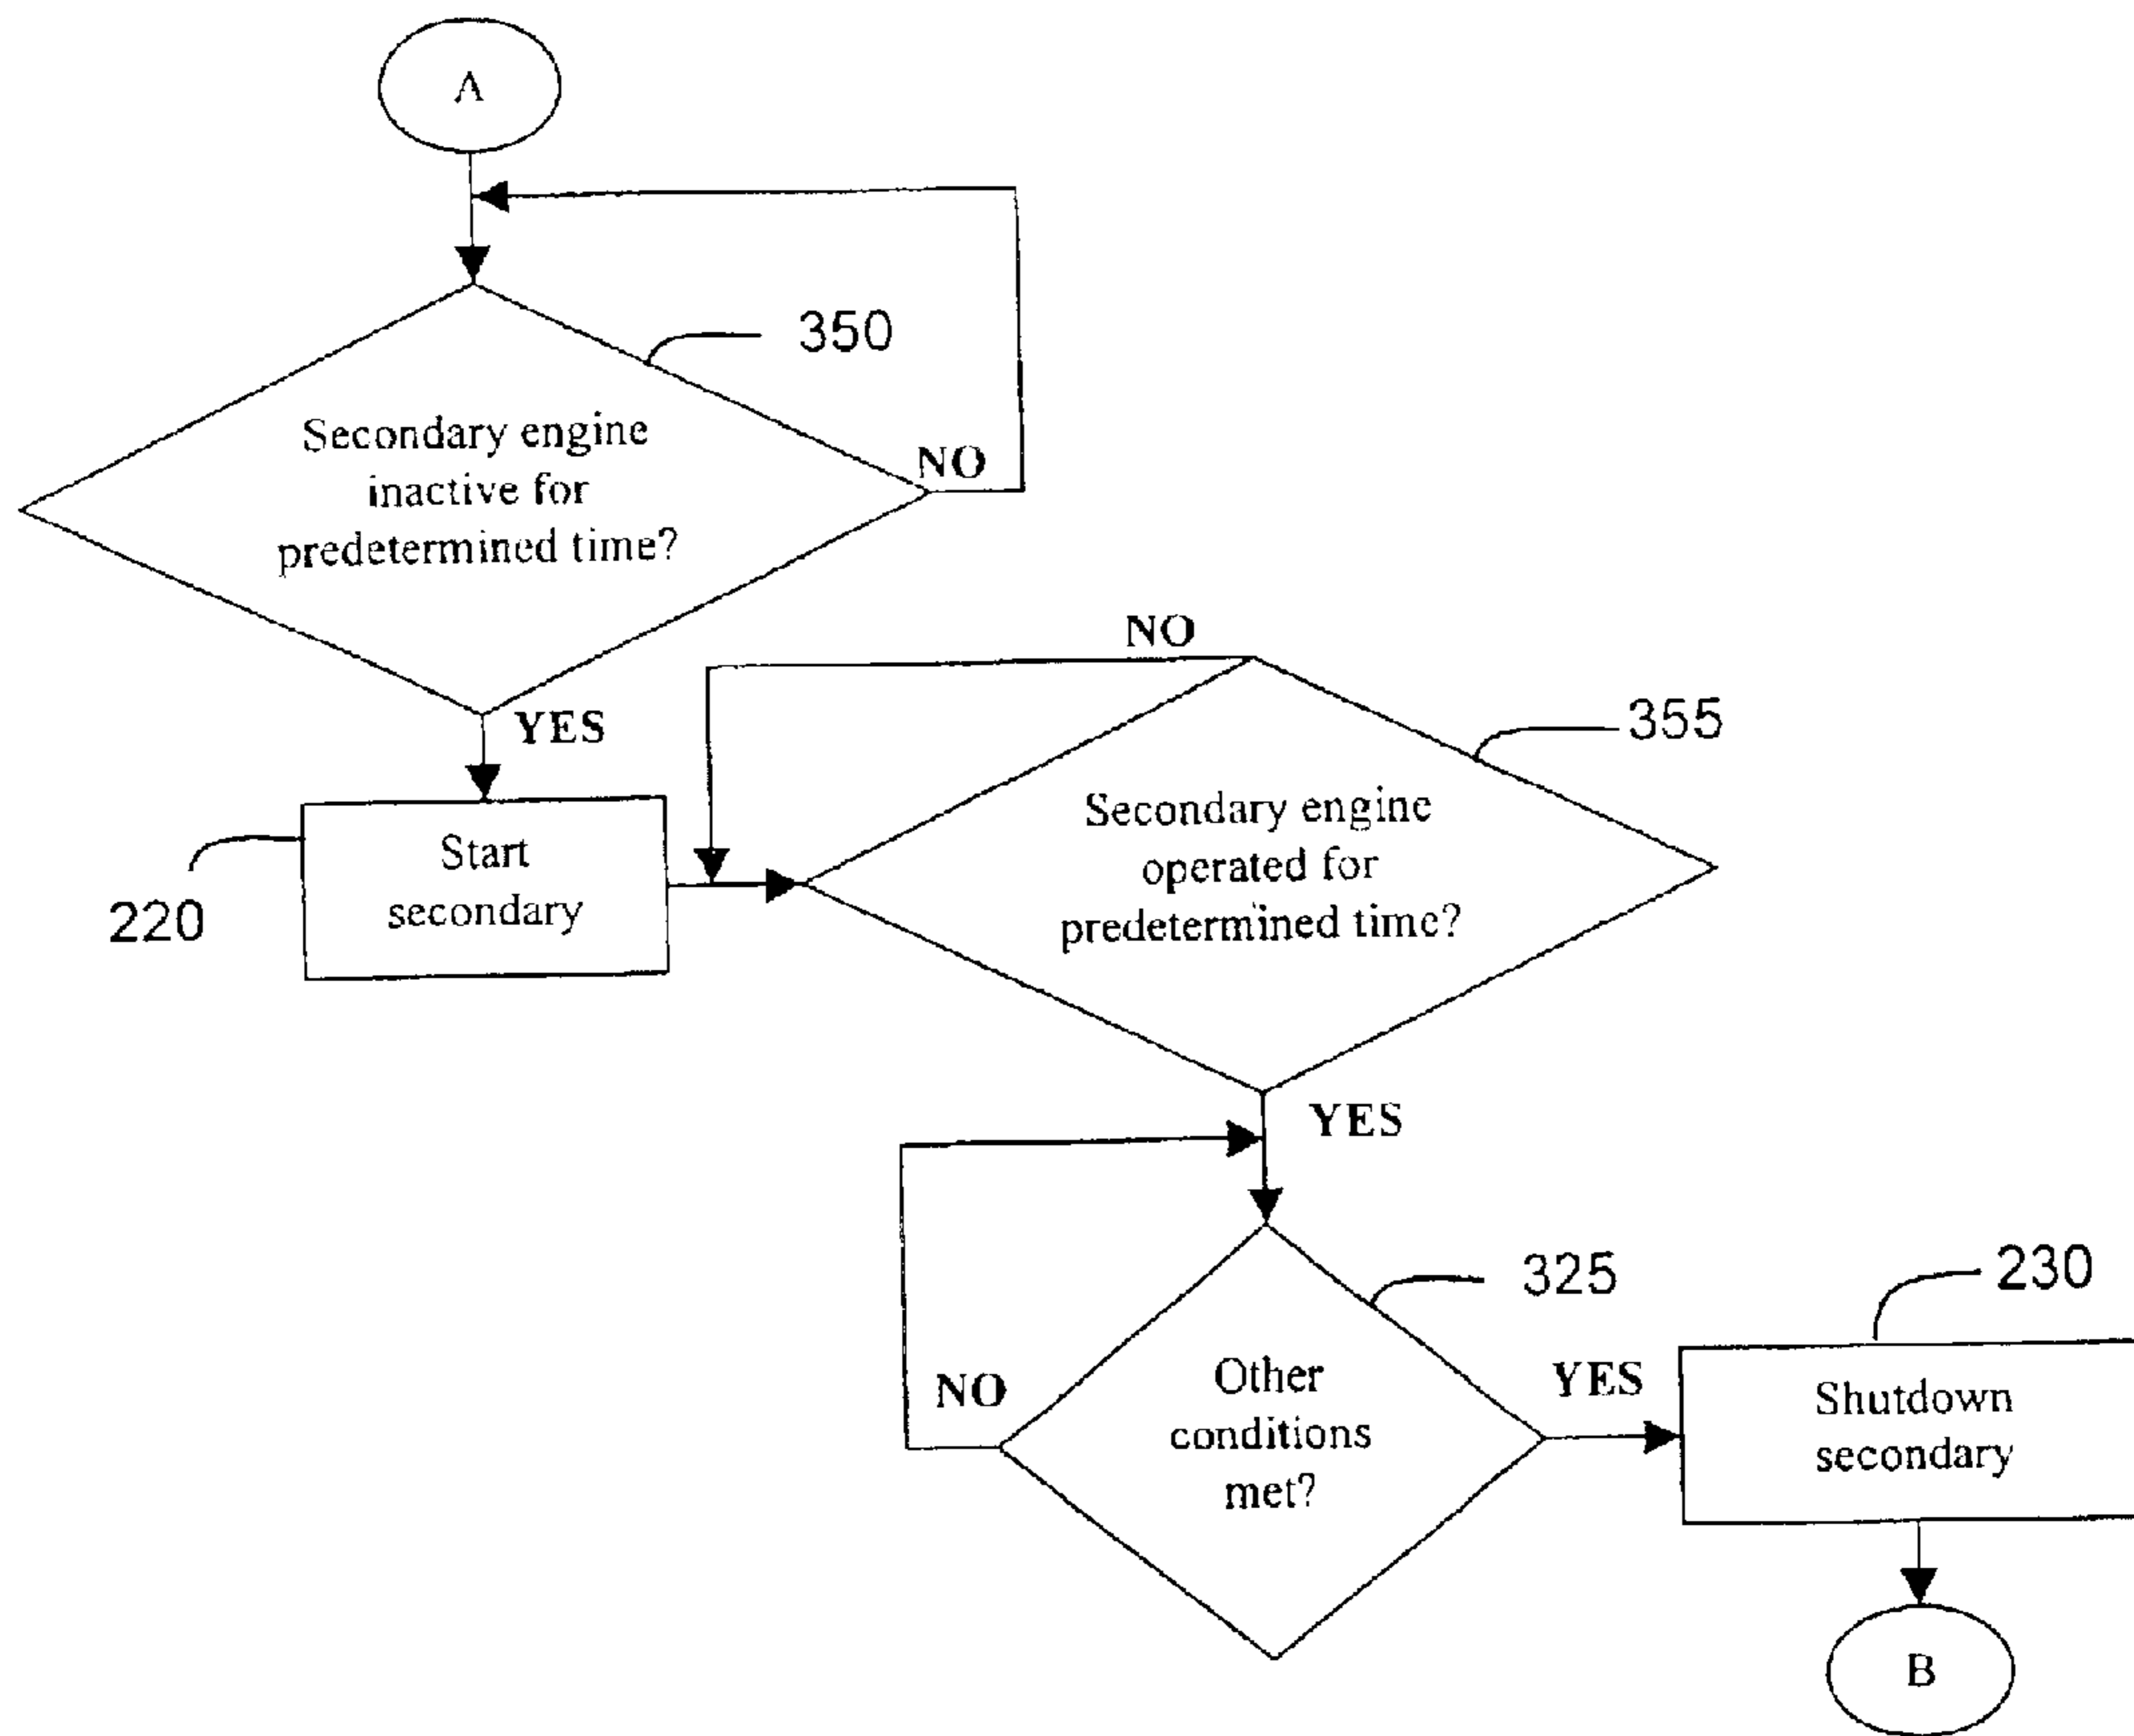 A
350
Secondary engine
inactive for
predetermined time?
NO
YES
220
Start
secondary
NO
355
Secondary engine
operated for
predetermined time?
YES
325
Other
conditions
met?
NO
YES
230
Shutdown
secondary
B